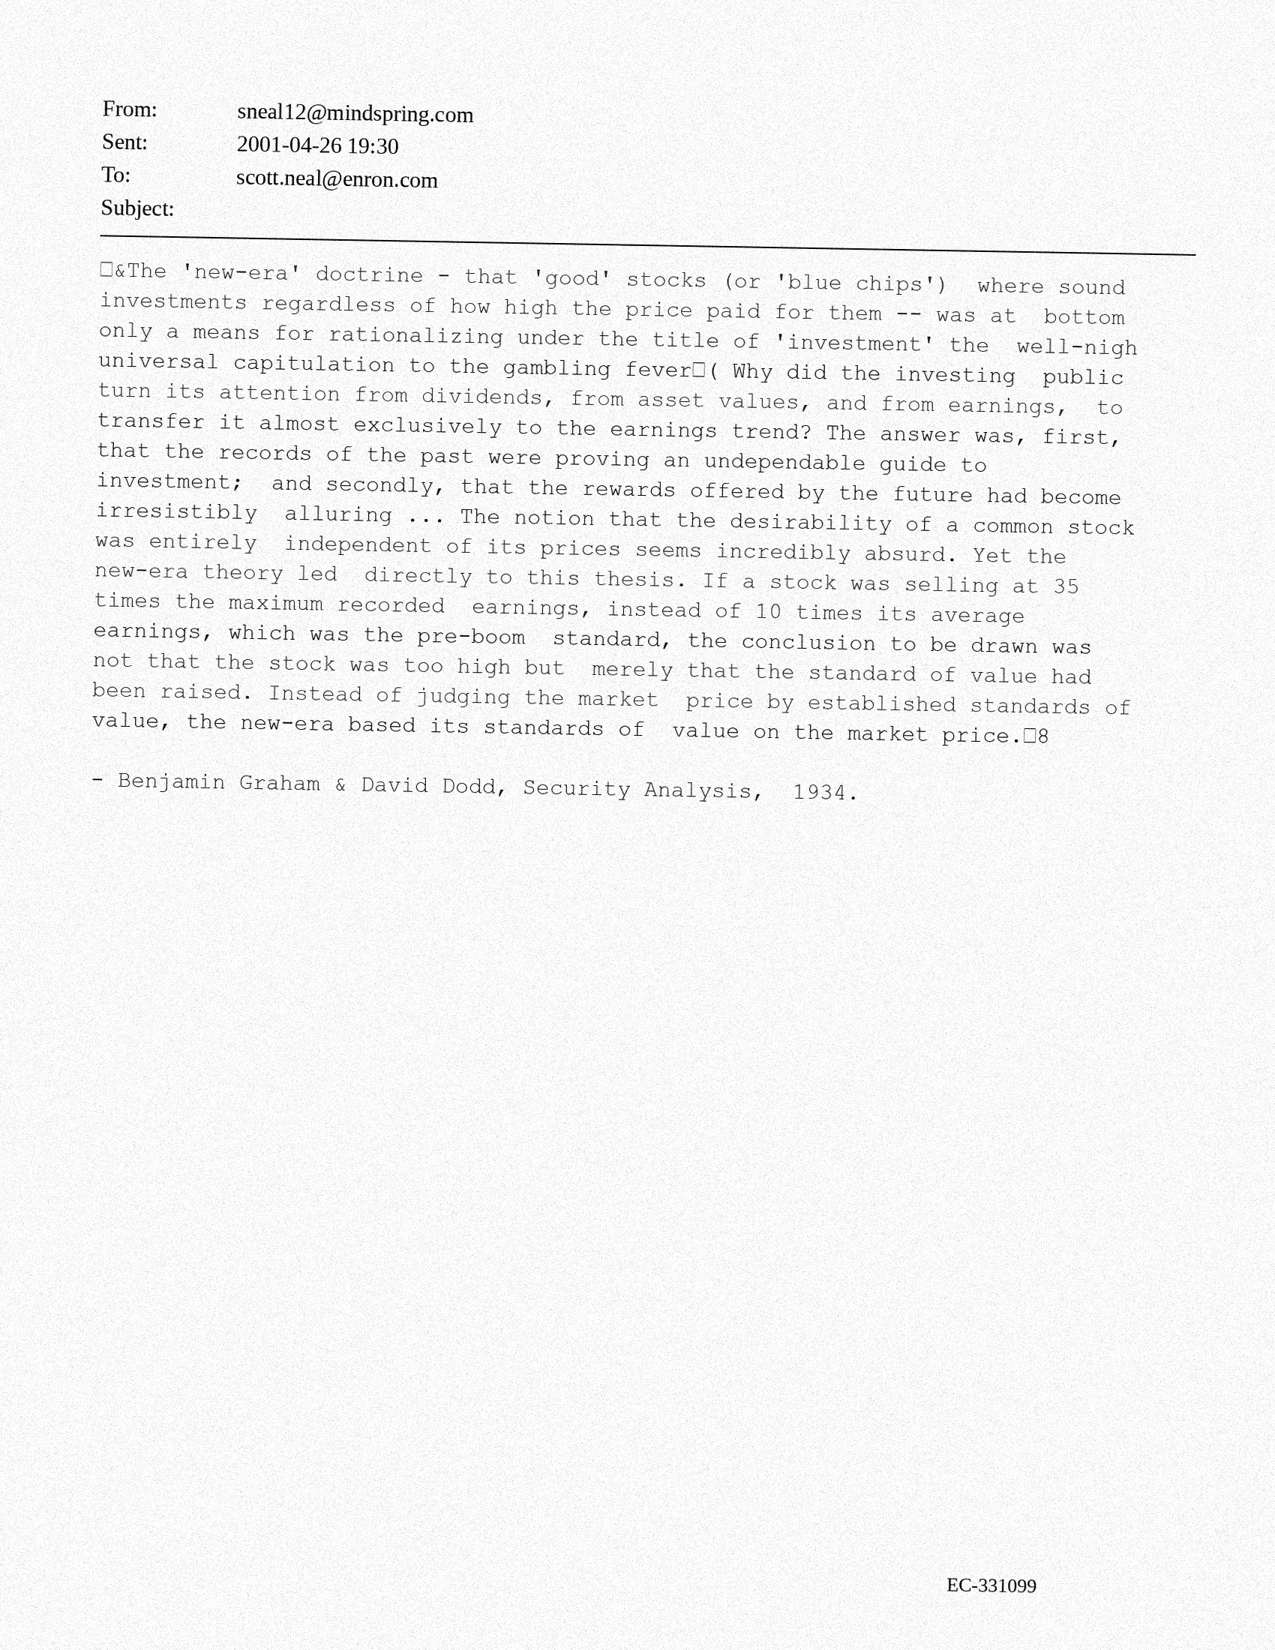 From: sneal12@mindspring.com
Sent: 2001-04-26 19:30
To: scott.neal@enron.com
Subject:
□&The 'new-era' doctrine - that 'good' stocks (or 'blue chips')  where sound
investments regardless of how high the price paid for them -- was at  bottom
only a means for rationalizing under the title of 'investment' the  well-nigh
universal capitulation to the gambling fever□( Why did the investing  public
turn its attention from dividends, from asset values, and from earnings,  to
transfer it almost exclusively to the earnings trend? The answer was, first,
that the records of the past were proving an undependable guide to
investment;  and secondly, that the rewards offered by the future had become
irresistibly  alluring ... The notion that the desirability of a common stock
was entirely  independent of its prices seems incredibly absurd. Yet the
new-era theory led  directly to this thesis. If a stock was selling at 35
times the maximum recorded  earnings, instead of 10 times its average
earnings, which was the pre-boom  standard, the conclusion to be drawn was
not that the stock was too high but  merely that the standard of value had
been raised. Instead of judging the market  price by established standards of
value, the new-era based its standards of  value on the market price.□8
- Benjamin Graham & David Dodd, Security Analysis,  1934.
EC-331099